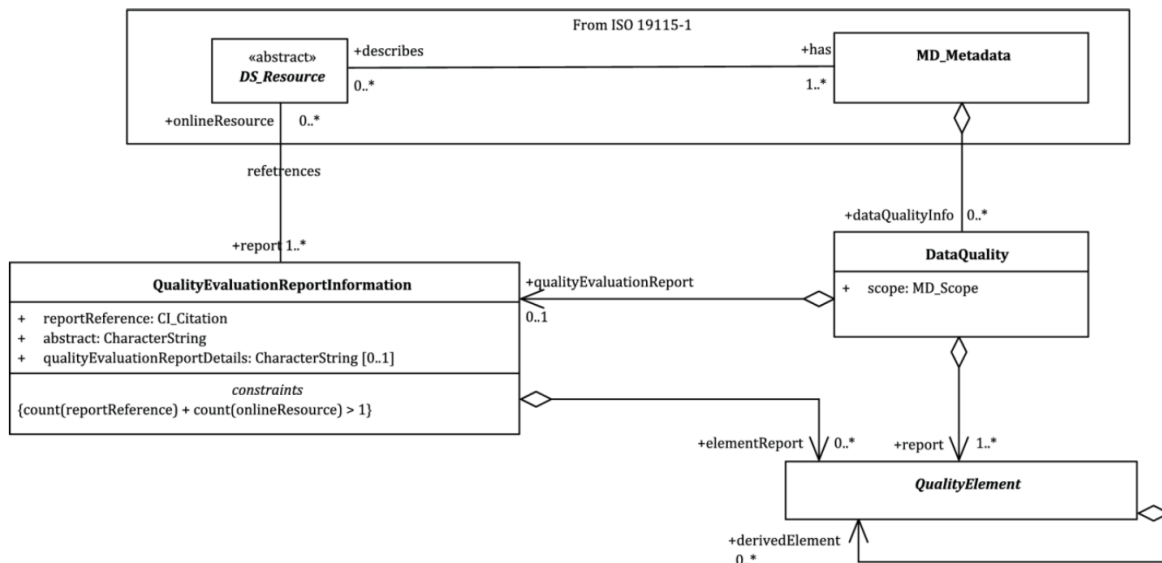 From ISO 19115-1
«abstract»
DS_Resource
+describes
0..*
+has
1..*
MD_Metadata
+onlineResource
0..*
refetrences
+report 1..*
+dataQualityInfo
0..*
QualityEvaluationReportInformation
+ reportReference: CI_Citation
+ abstract: CharacterString
+ qualityEvaluationReportDetails: CharacterString [0..1]
constraints
{count(reportReference) + count(onlineResource) > 1}
+qualityEvaluationReport
0..1
DataQuality
+ scope: MD_Scope
+elementReport
0..*
+report
1..*
QualityElement
+derivedElement
0..*